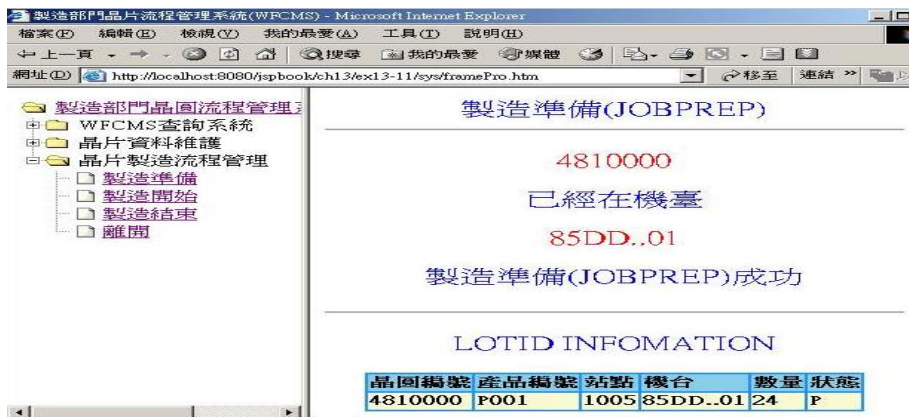 製造部門晶片流程管理系統(WFCMS) - Microsoft Internet Explorer
檔案(F) 編輯(E) 檢視(V) 我的最愛(A) 工具(T) 說明(H)
上一頁 搜尋 我的最愛 媒體
網址(D) http://localhost:8080/jspbook/ch13/ex13-11/sys/framePro.htm 移至 連結 »
製造部門晶圓流程管理
WFCMS查詢系統
晶片資料維護
晶片製造流程管理
製造準備
製造開始
製造結束
離開
製造準備(JOBPREP)
4810000
已經在機臺
85DD..01
製造準備(JOBPREP)成功
LOTID INFOMATION
晶圓編號 產品編號 站點 機台 數量 狀態
4810000 P001 1005 85DD..01 24 P